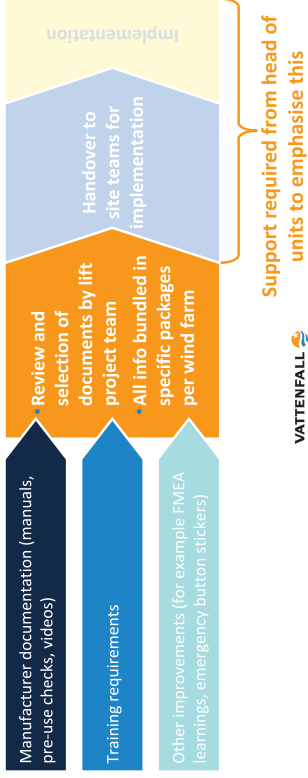 Manufacturer documentation (manuals,
pre-use checks, videos)
Training requirements
Other improvements (for example FMEA
learnings, emergency button stickers)
• Review and
selection of
documents by lift
project team
• All info bundled in
specific packages
per wind farm
Handover to
site teams for
implementation
Implementation
Support required from head of
units to emphasise this
VATTENFALL